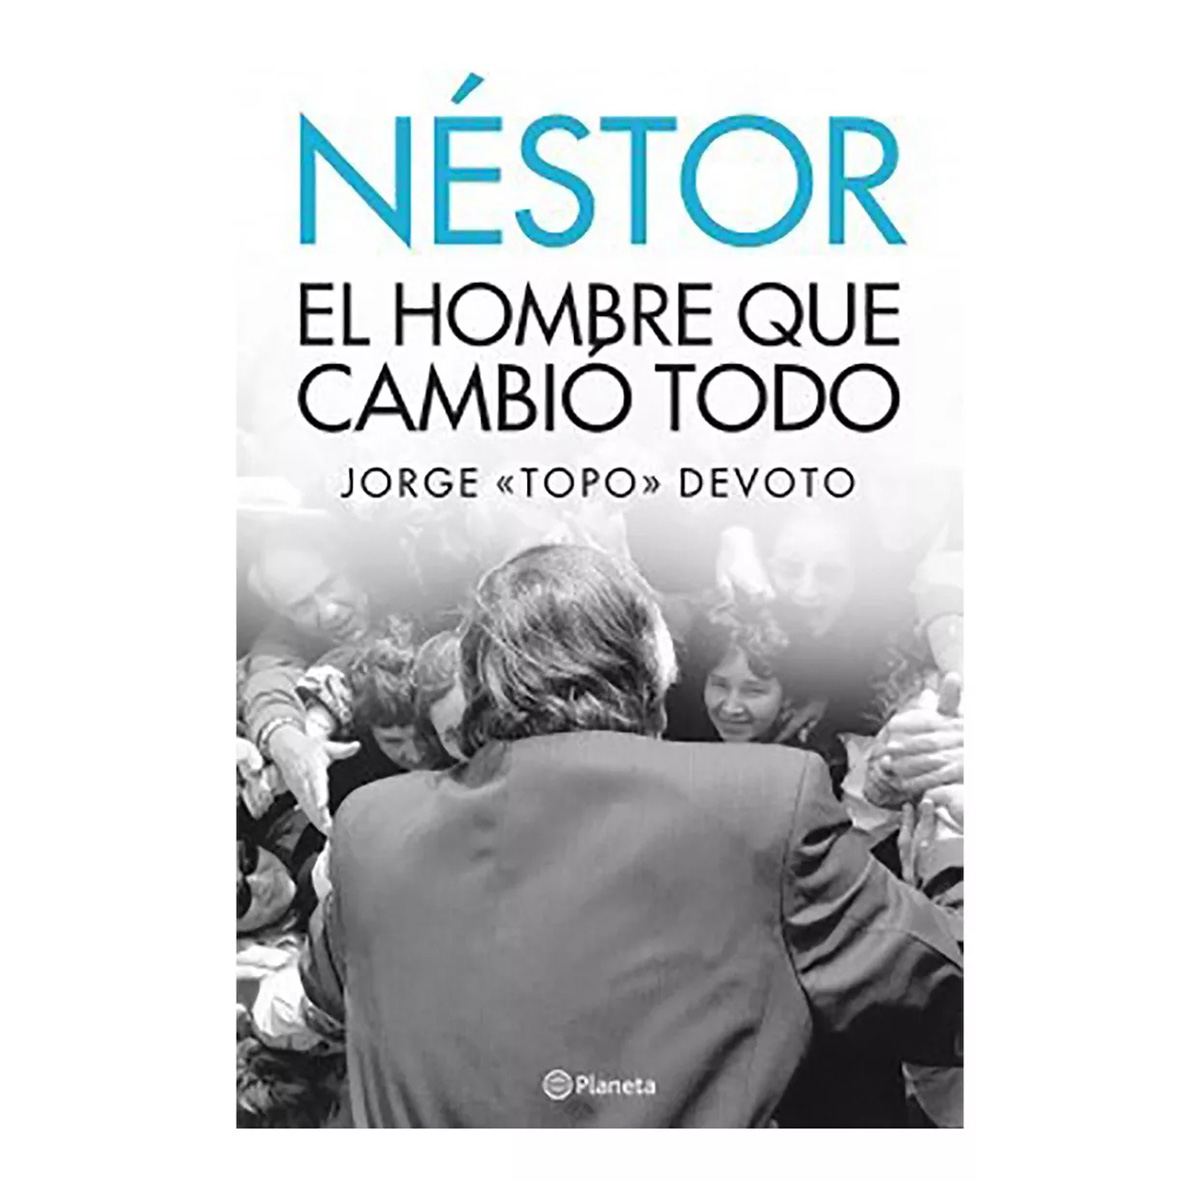 NÉSTOR
EL HOMBRE QUE
CAMBIÓ TODO
JORGE «TOPO» DEVOTO
Planeta